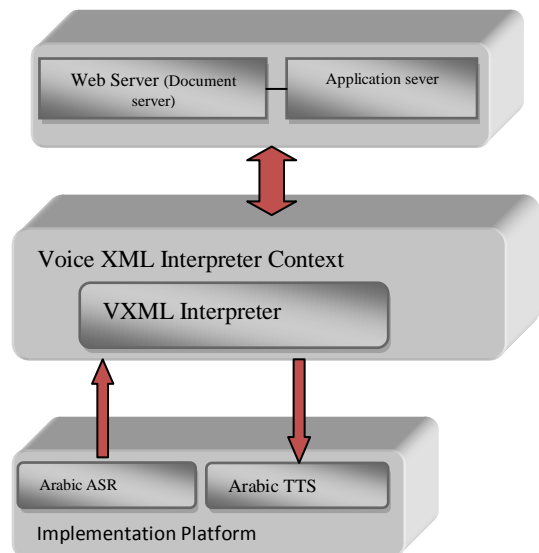 Web Server (Document
server)
Application sever
Voice XML Interpreter Context
VXML Interpreter
Arabic ASR
Arabic TTS
Implementation Platform